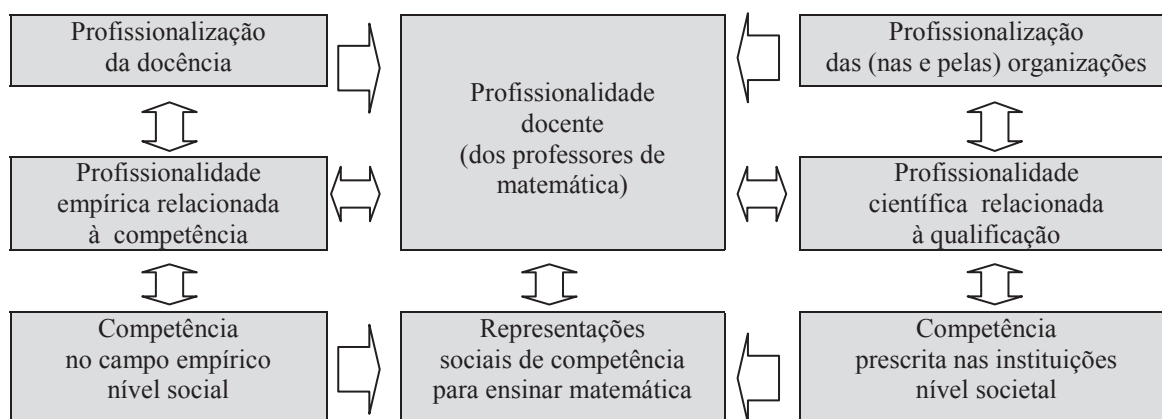 Profissionalização
da docência
Profissionalidade
docente
(dos professores de
matemática)
Profissionalização
das (nas e pelas) organizações
Profissionalidade
empírica relacionada
à competência
Profissionalidade
científica relacionada
à qualificação
Competência
no campo empírico
nível social
Representações
sociais de competência
para ensinar matemática
Competência
prescrita nas instituições
nível societal